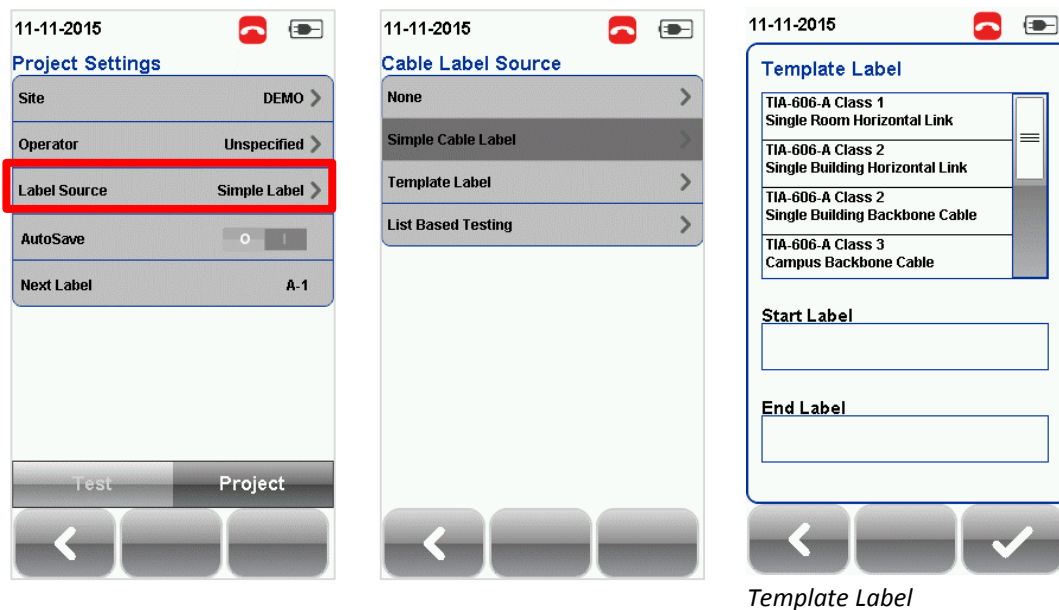 11-11-2015
Project Settings
Site DEMO
Operator Unspecified
Label Source Simple Label
AutoSave O I
Next Label A-1
Test Project
11-11-2015
Cable Label Source
None
Simple Cable Label
Template Label
List Based Testing
11-11-2015
Template Label
TIA-606-A Class 1
Single Room Horizontal Link
TIA-606-A Class 2
Single Building Horizontal Link
TIA-606-A Class 2
Single Building Backbone Cable
TIA-606-A Class 3
Campus Backbone Cable
Start Label
End Label
Template Label